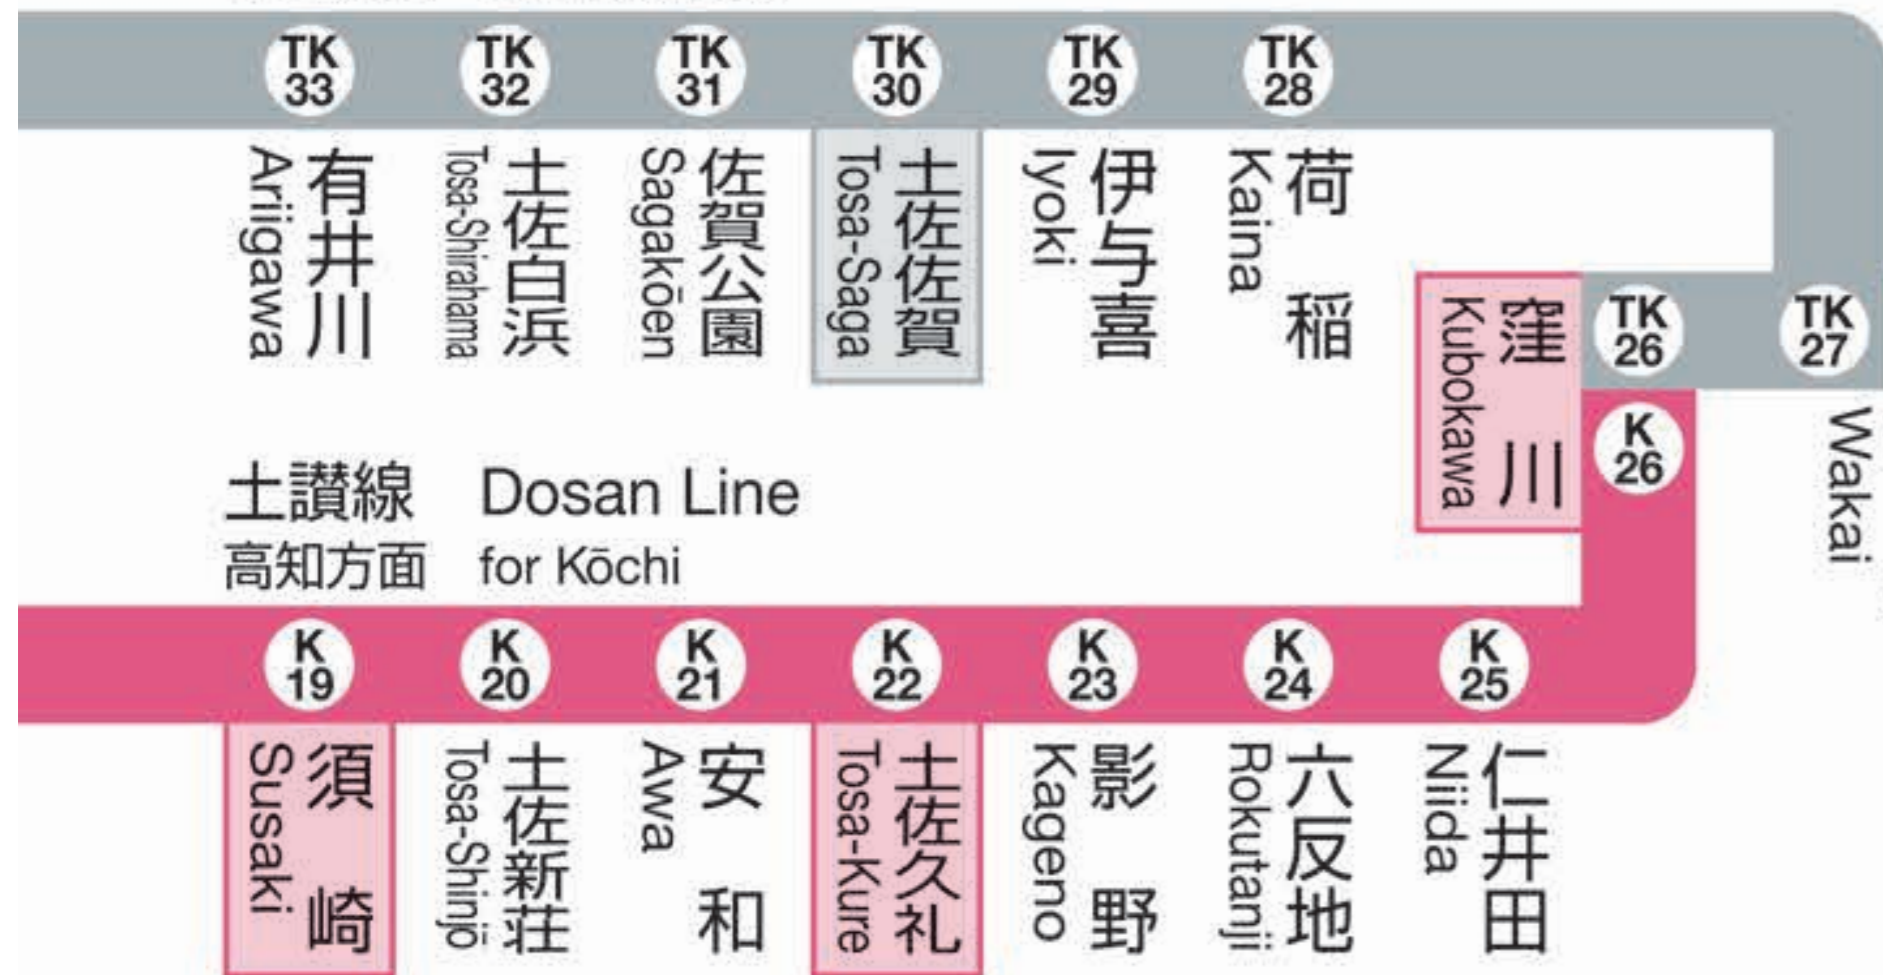 TK 33
TK 32
TK 31
TK 30
TK 29
TK 28
有井川
Ariigawa
土佐白浜
Tosa-Shirahama
佐賀公園
Sagakōen
土佐佐賀
Tosa-Saga
伊与喜
Iyoki
荷稲
Kaina
窪川
Kubokawa
TK 26
TK 27
K 26
Wakai
土讃線 Dosan Line
高知方面 for Kōchi
K 19
K 20
K 21
K 22
K 23
K 24
K 25
須崎
Susaki
土佐新荘
Tosa-Shinjō
安和
Awa
土佐久礼
Tosa-Kure
影野
Kageno
六反地
Rokutanji
仁井田
Niida